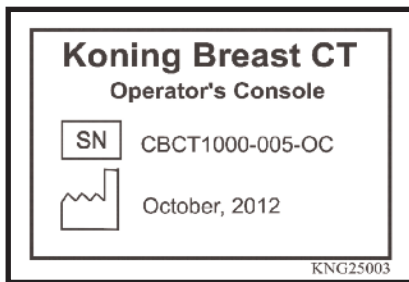 Koning Breast CT
Operator's Console
SN CBCT1000-005-OC
October, 2012
KNG25003